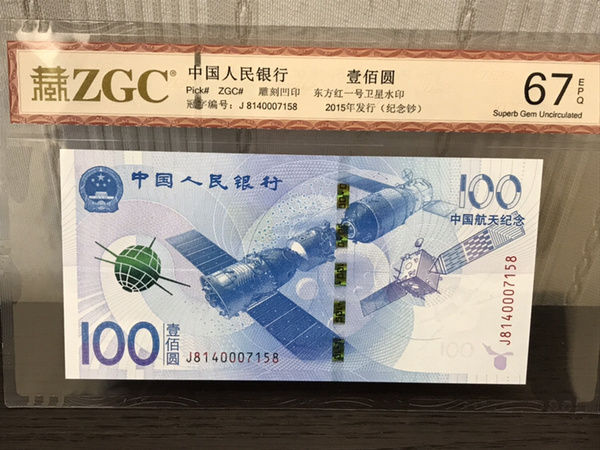 藏ZGC®
中国人民银行 壹佰圆
Pick# ZGC# 雕刻凹印 东方红一号卫星水印
冠字编号：J8140007158 2015年发行（纪念钞）
67 EPQ
Superb Gem Uncirculated
中国人民银行
100
中国航天纪念
J8140007158
100 壹佰圆
J8140007158
100